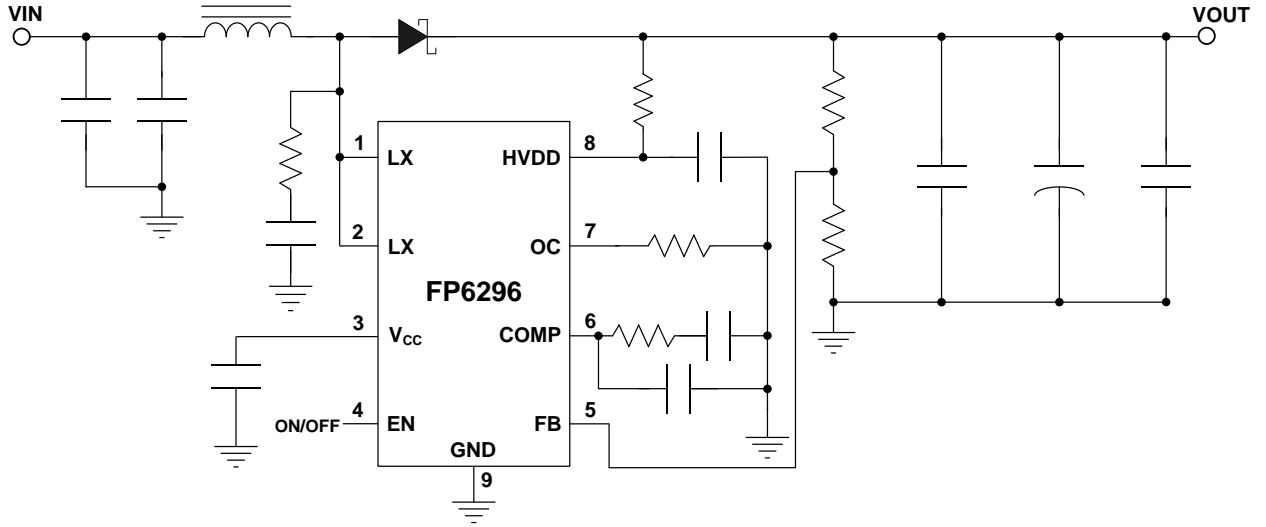 VIN
VOUT
1
LX
HVDD
8
2
LX
OC
7
FP6296
3
VCC
COMP
6
ON/OFF
4
EN
FB
5
GND
9